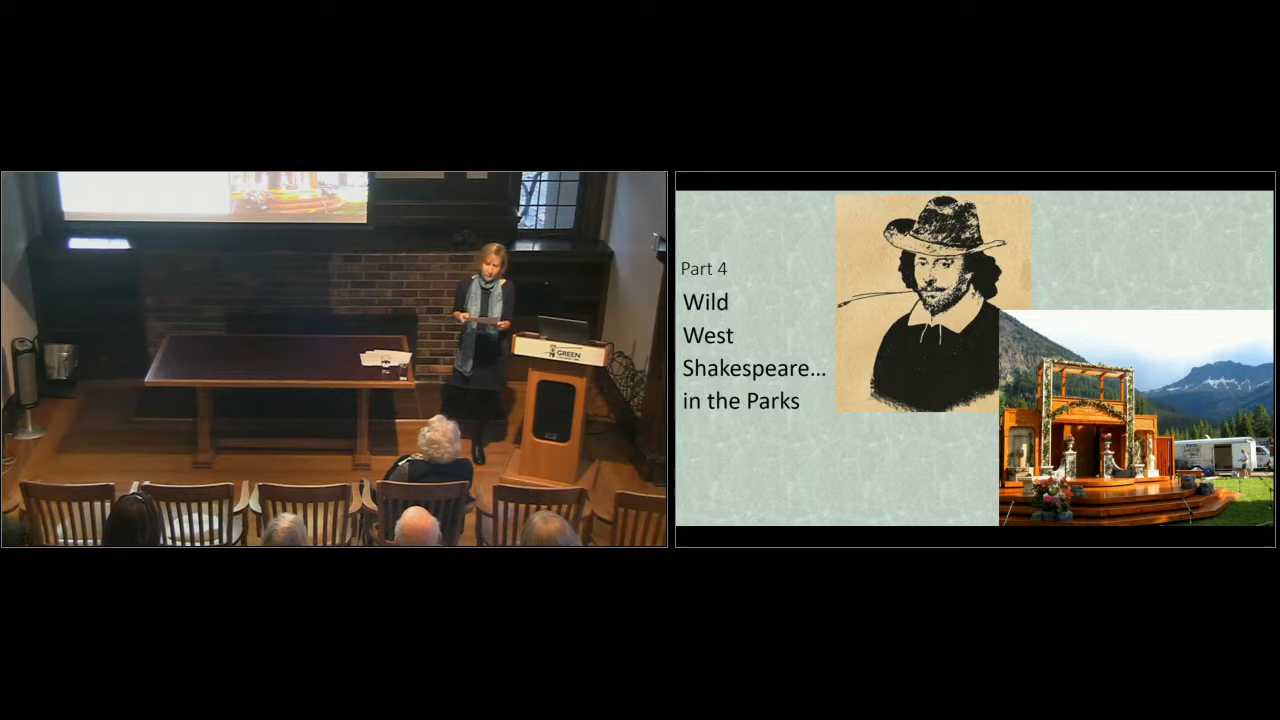 GREEN
Part 4
Wild
West
Shakespeare...
in the Parks